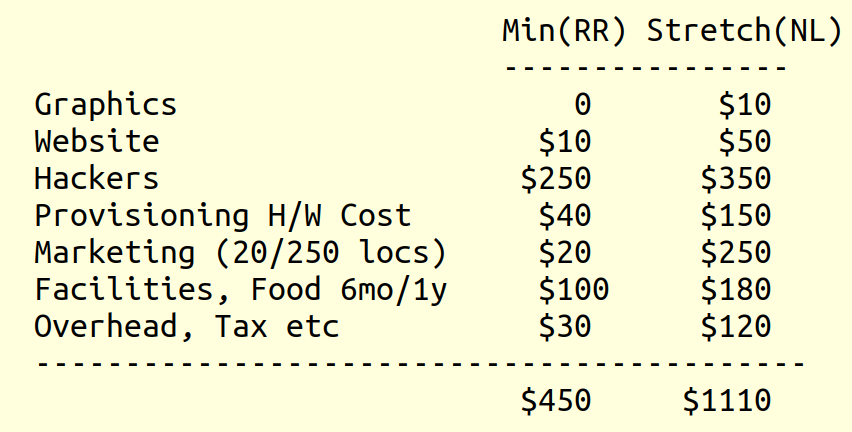 Min(RR) Stretch(NL)
----------------
Graphics                      0       $10
Website                     $10       $50
Hackers                    $250      $350
Provisioning H/W Cost       $40      $150
Marketing (20/250 locs)     $20      $250
Facilities, Food 6mo/1y     $100     $180
Overhead, Tax etc           $30      $120
-------------------------------------------
$450     $1110